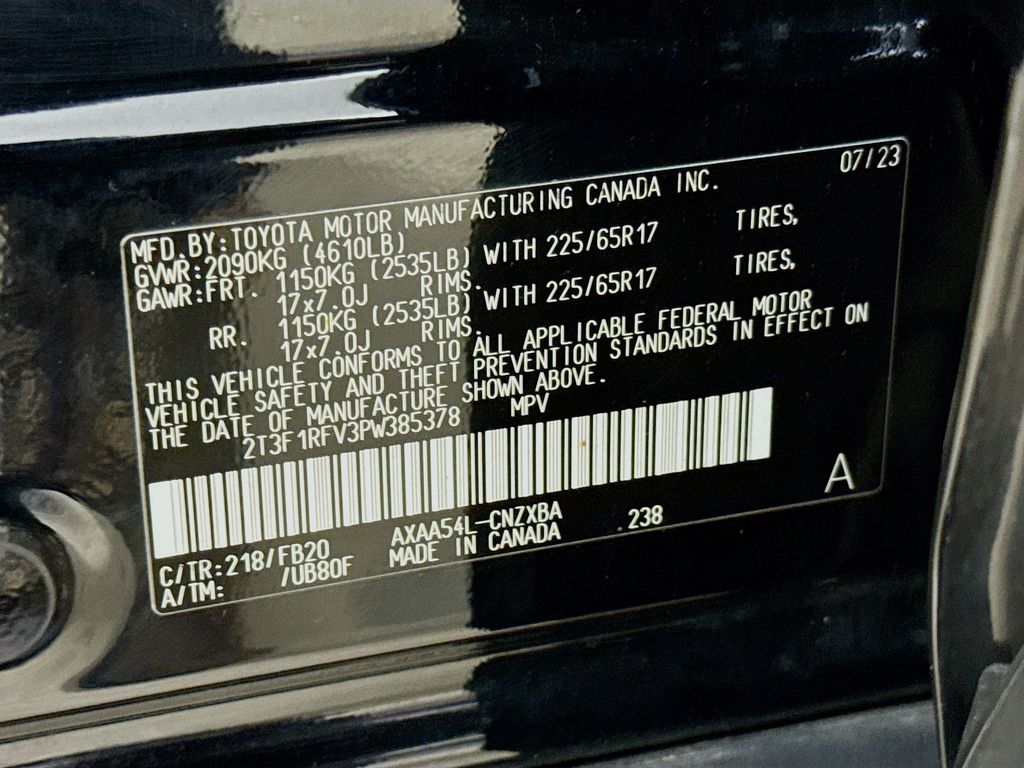 07/23
MFD.BY:TOYOTA MOTOR MANUFACTURING CANADA INC.
GVWR:2090KG (4610LB)
GAWR:FRT. 1150KG (2535LB) WITH 225/65R17 TIRES,
17x7.0J RIMS.
RR. 1150KG (2535LB) WITH 225/65R17 TIRES,
17x7.0J RIMS.
THIS VEHICLE CONFORMS TO ALL APPLICABLE FEDERAL MOTOR
VEHICLE SAFETY AND THEFT PREVENTION STANDARDS IN EFFECT ON
THE DATE OF MANUFACTURE SHOWN ABOVE.
2T3F1RFV3PW385378 MPV
A
C/TR:218/FB20 AXAA54L-CNZXBA 238
A/TM: /UB80F MADE IN CANADA